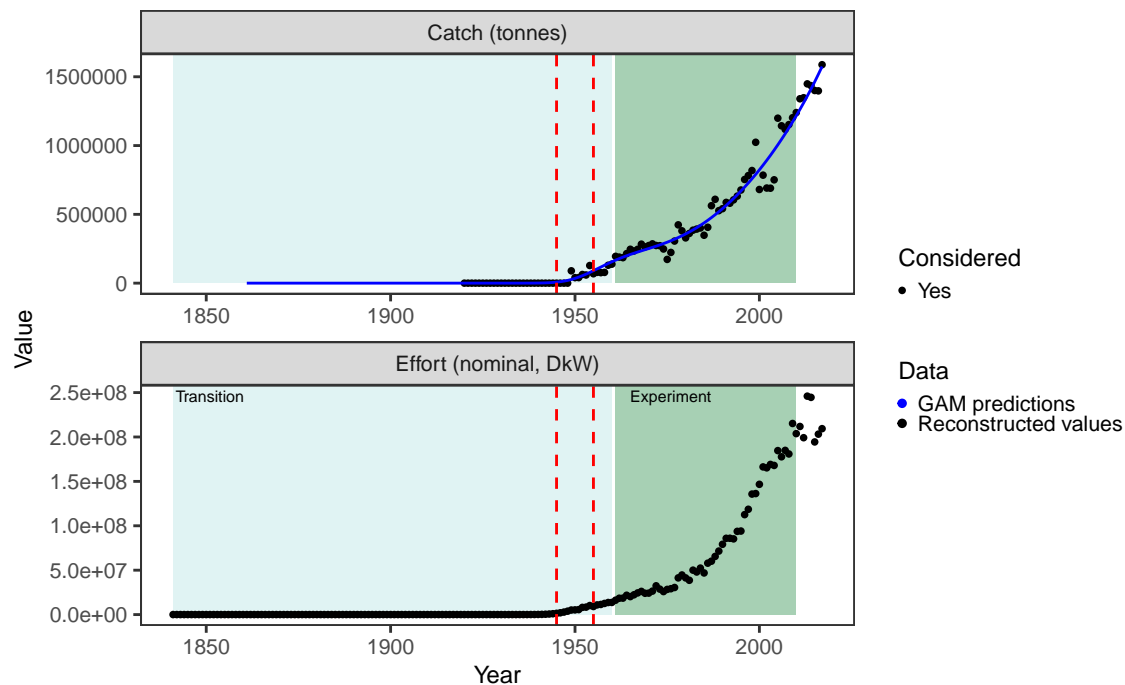 Catch (tonnes)
1500000
1000000
500000
0
1850 1900 1950 2000
Value
Effort (nominal, DkW)
Transition Experiment
2.5e+08
2.0e+08
1.5e+08
1.0e+08
5.0e+07
0.0e+00
1850 1900 1950 2000
Year
Considered
Yes
Data
GAM predictions
Reconstructed values